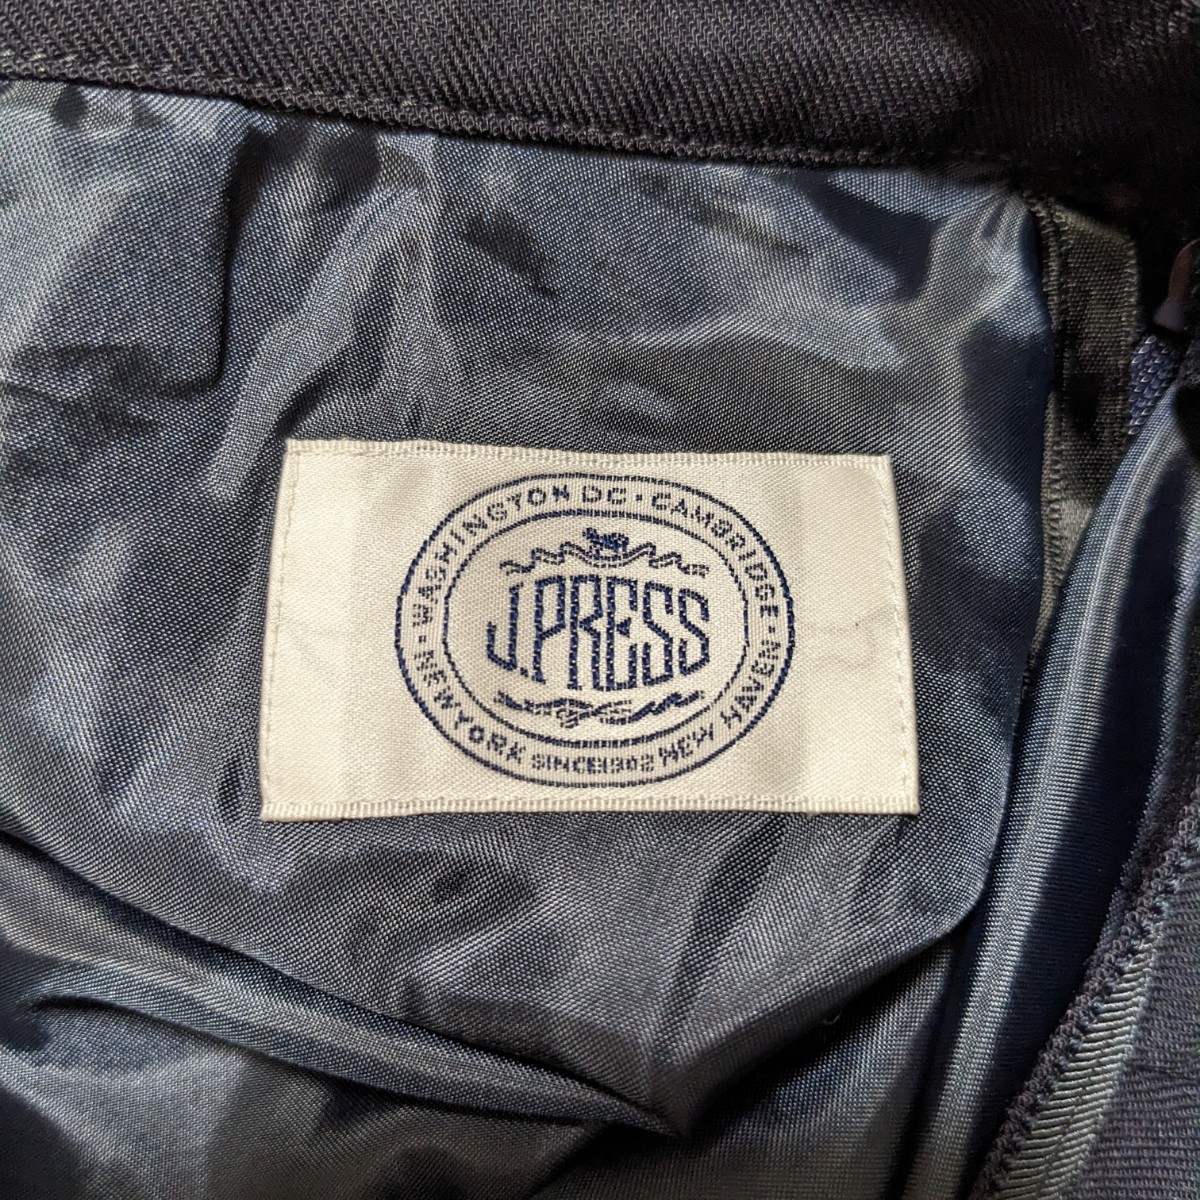 WASHINGTON DC · CAMBRIDGE ·
J.PRESS
· NEW YORK SINCE 1902 NEW HAVEN